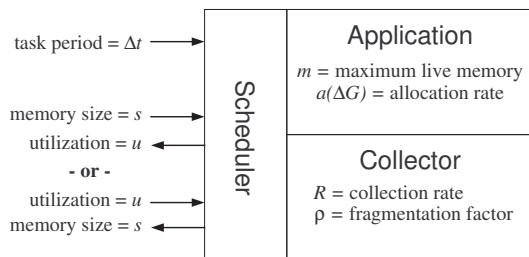 task period = Δt
memory size = s
utilization = u
- or -
utilization = u
memory size = s
Scheduler
Application
m = maximum live memory
a(ΔG) = allocation rate
Collector
R = collection rate
ρ = fragmentation factor